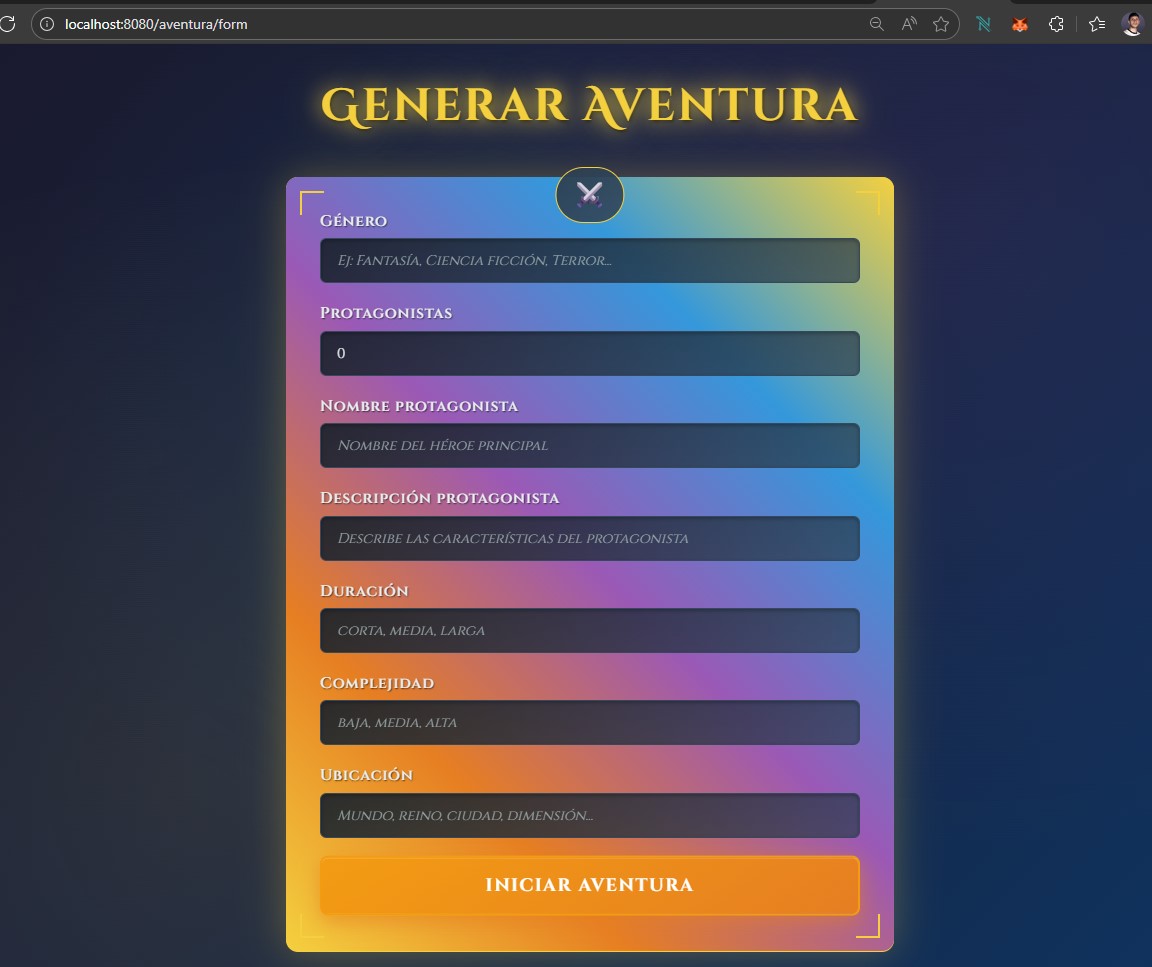 localhost:8080/aventura/form
Generar Aventura
Género
Ej: Fantasía, Ciencia ficción, Terror...
Protagonistas
0
Nombre protagonista
Nombre del héroe principal
Descripción protagonista
Describe las características del protagonista
Duración
corta, media, larga
Complejidad
baja, media, alta
Ubicación
Mundo, reino, ciudad, dimensión...
INICIAR AVENTURA